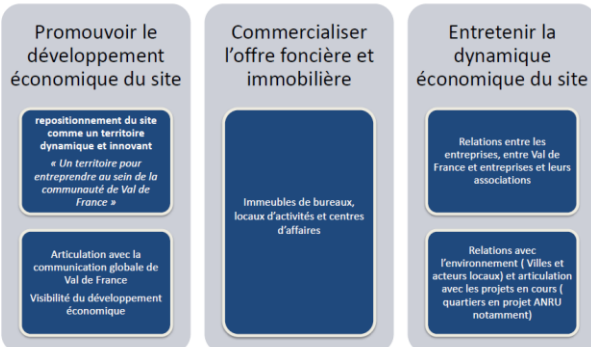 Promouvoir le
développement
économique du site
repositionnement du site
comme un territoire
dynamique et innovant
« Un territoire pour
entreprendre au sein de la
communauté de Val de
France »
Articulation avec la
communication globale de
Val de France
Visibilité du développement
économique
Commercialiser
l'offre foncière et
immobilière
Immeubles de bureaux,
locaux d'activités et centres
d'affaires
Entretenir la
dynamique
économique du site
Relations entre les
entreprises, entre Val de
France et entreprises et leurs
associations
Relations avec
l'environnement ( Villes et
acteurs locaux) et articulation
avec les projets en cours (
quartiers en projet ANRU
notamment)